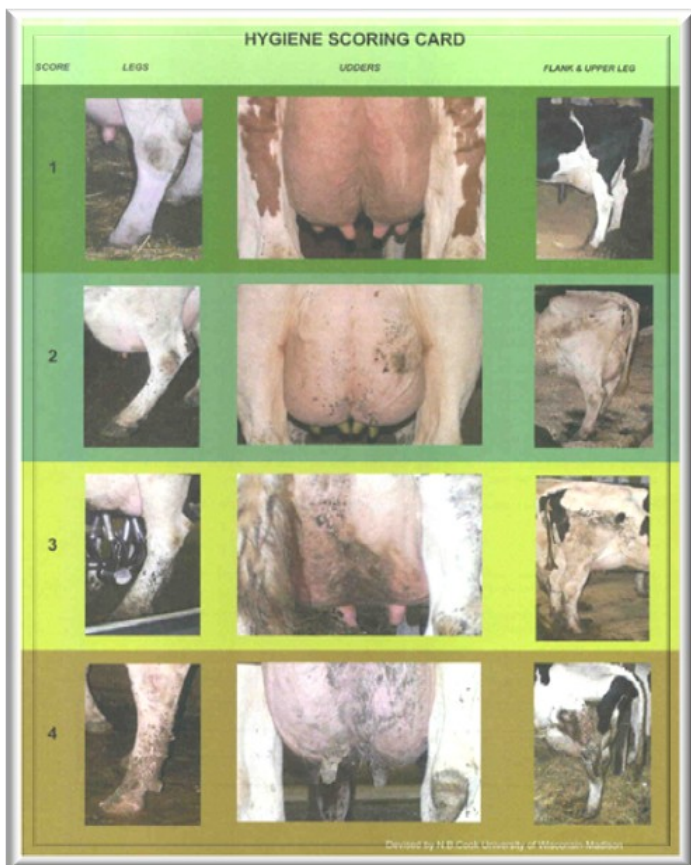 HYGIENE SCORING CARD
SCORE LEGS UDDERS FLANK & UPPER LEG
1
2
3
4
Devised by N.B.Cook University of Wisconsin-Madison